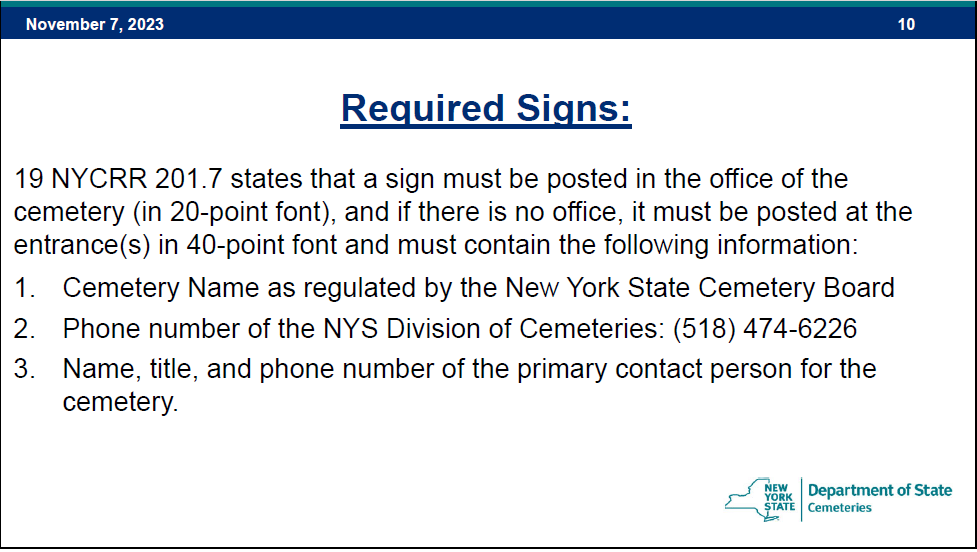 November 7, 2023 10
Required Signs:
19 NYCRR 201.7 states that a sign must be posted in the office of the
cemetery (in 20-point font), and if there is no office, it must be posted at the
entrance(s) in 40-point font and must contain the following information:
1. Cemetery Name as regulated by the New York State Cemetery Board
2. Phone number of the NYS Division of Cemeteries: (518) 474-6226
3. Name, title, and phone number of the primary contact person for the
cemetery.
NEW
YORK
STATE
Department of State
Cemeteries